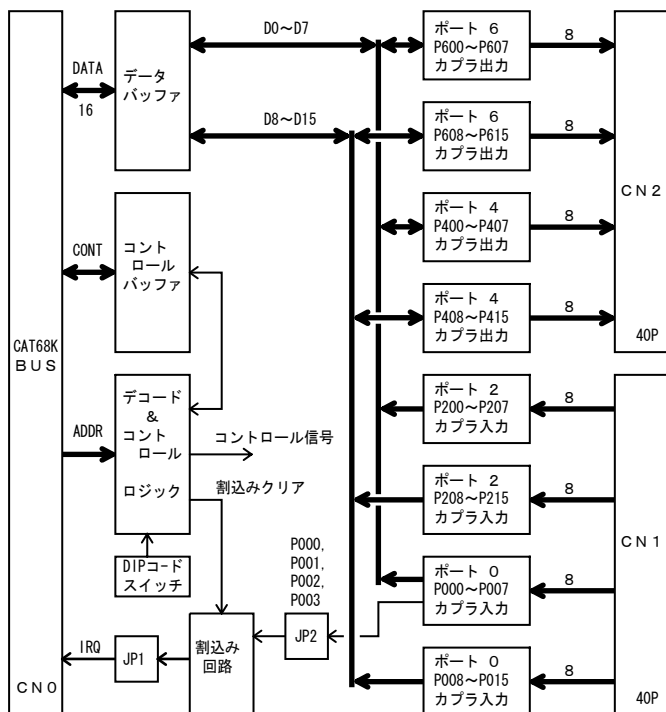 CAT68K
BUS
CN0
DATA
16
CONT
ADDR
IRQ
データ
バッファ
コント
ロール
バッファ
デコード
&
コント
ロール
ロジック
DIPコード
スイッチ
JP1
割込み
回路
JP2
D0～D7
D8～D15
コントロール信号
割込みクリア
P000,
P001,
P002,
P003
ポート 6
P600～P607
カプラ出力
8
ポート 6
P608～P615
カプラ出力
8
ポート 4
P400～P407
カプラ出力
8
ポート 4
P408～P415
カプラ出力
8
CN2
40P
ポート 2
P200～P207
カプラ入力
8
ポート 2
P208～P215
カプラ入力
8
ポート 0
P000～P007
カプラ入力
8
ポート 0
P008～P015
カプラ入力
8
CN1
40P